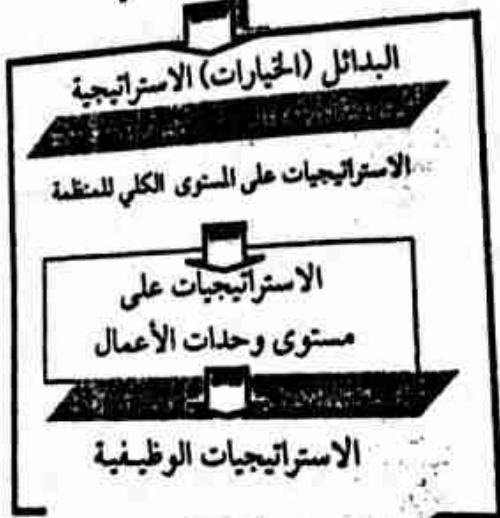 البدائل (الخيارات) الاستراتيجية
الاستراتيجيات على المستوى الكلي للمنظمة
الاستراتيجيات على
مستوى وحدات الأعمال
الاستراتيجيات الوظيفية